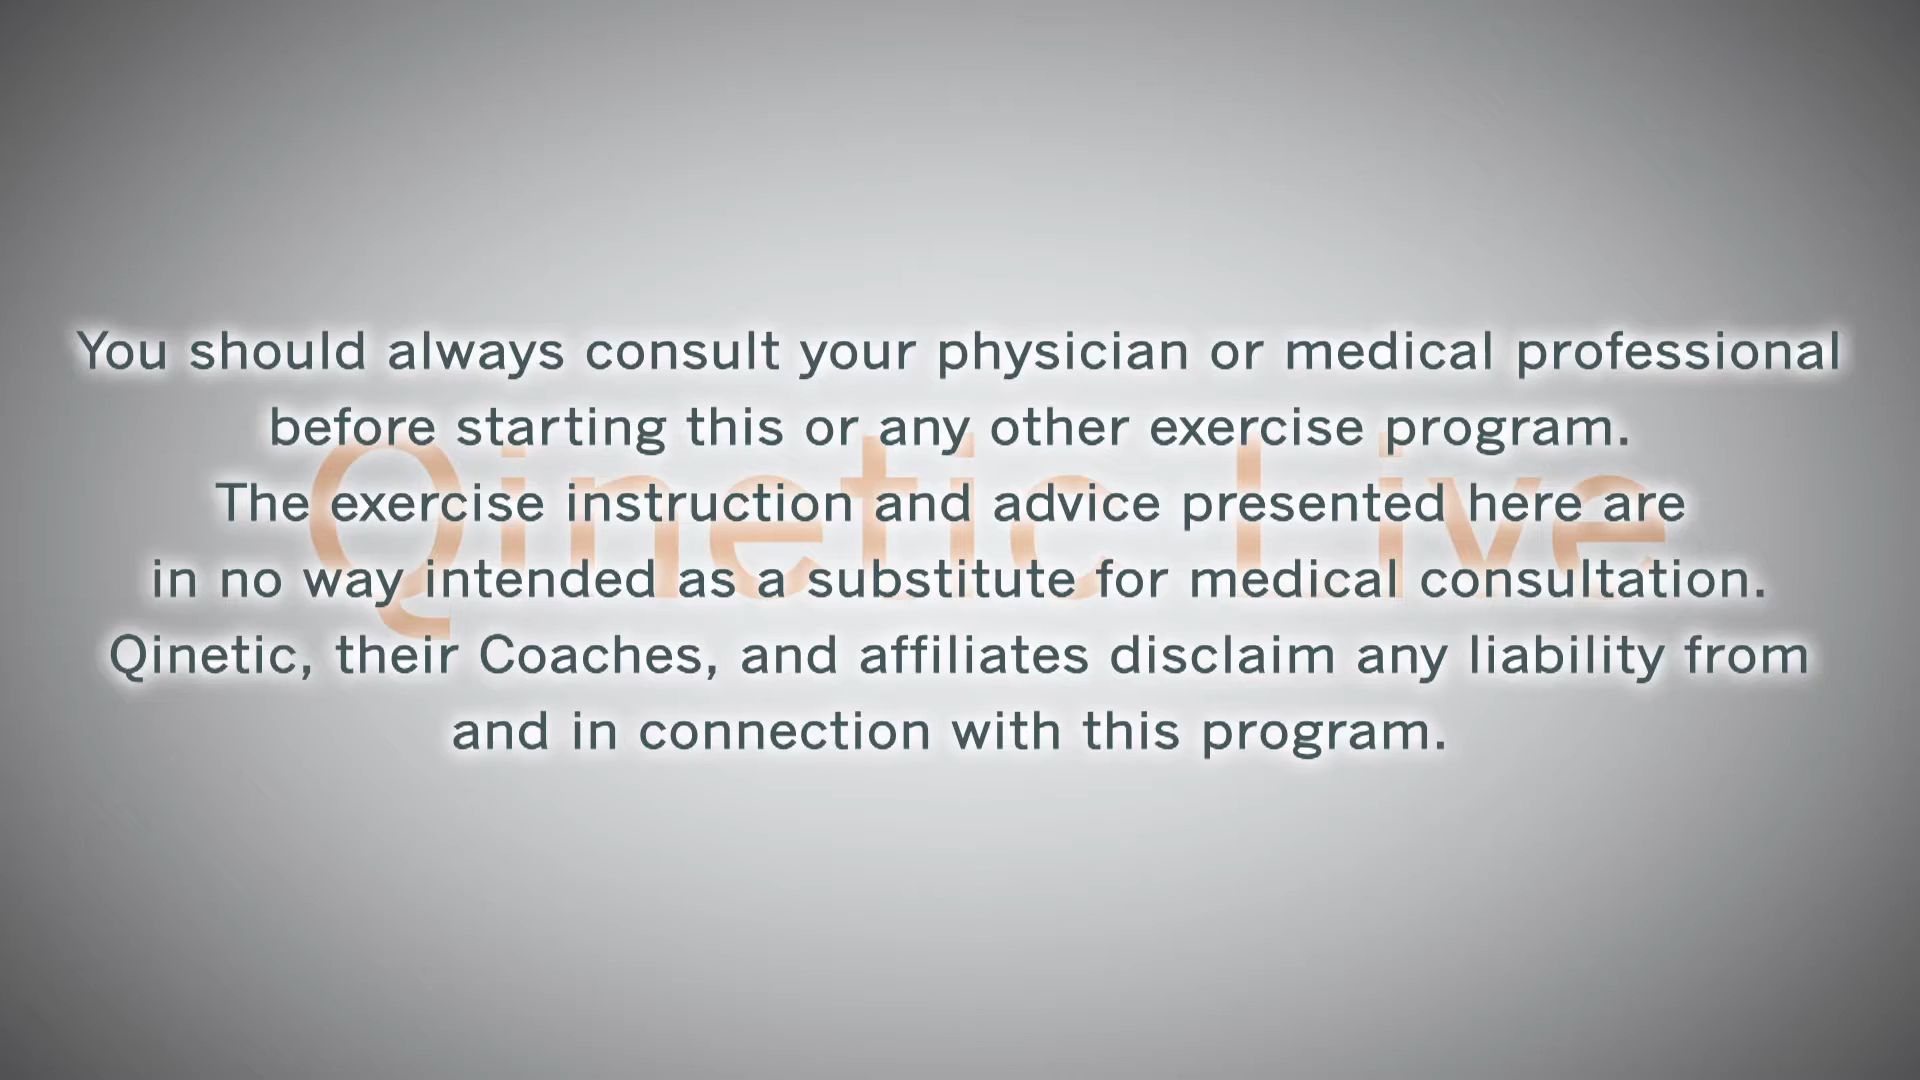 You should always consult your physician or medical professional
before starting this or any other exercise program.
The exercise instruction and advice presented here are
in no way intended as a substitute for medical consultation.
Qinetic, their Coaches, and affiliates disclaim any liability from
and in connection with this program.
Qinetic Live